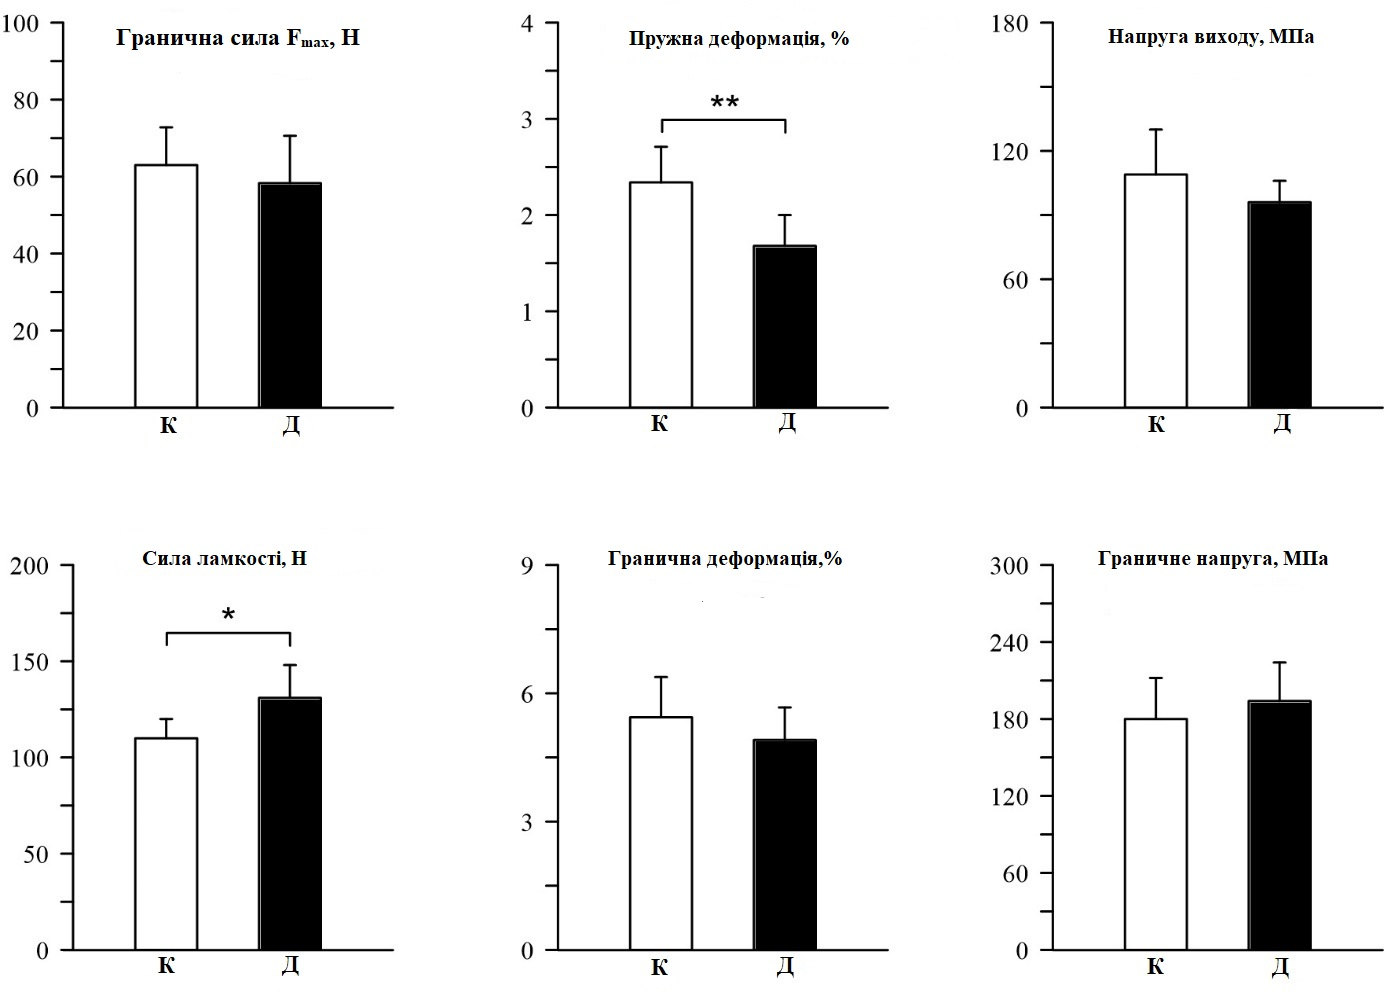 Гранична сила Fmax, Н
100
80
60
40
20
0
К Д
Пружна деформація, %
4
3
2
1
0
**
К Д
Напруга виходу, МПа
180
120
60
0
К Д
Сила ламкості, Н
200
150
100
50
0
*
К Д
Гранична деформація,%
9
6
3
0
К Д
Граничне напруга, МПа
300
240
180
120
60
0
К Д